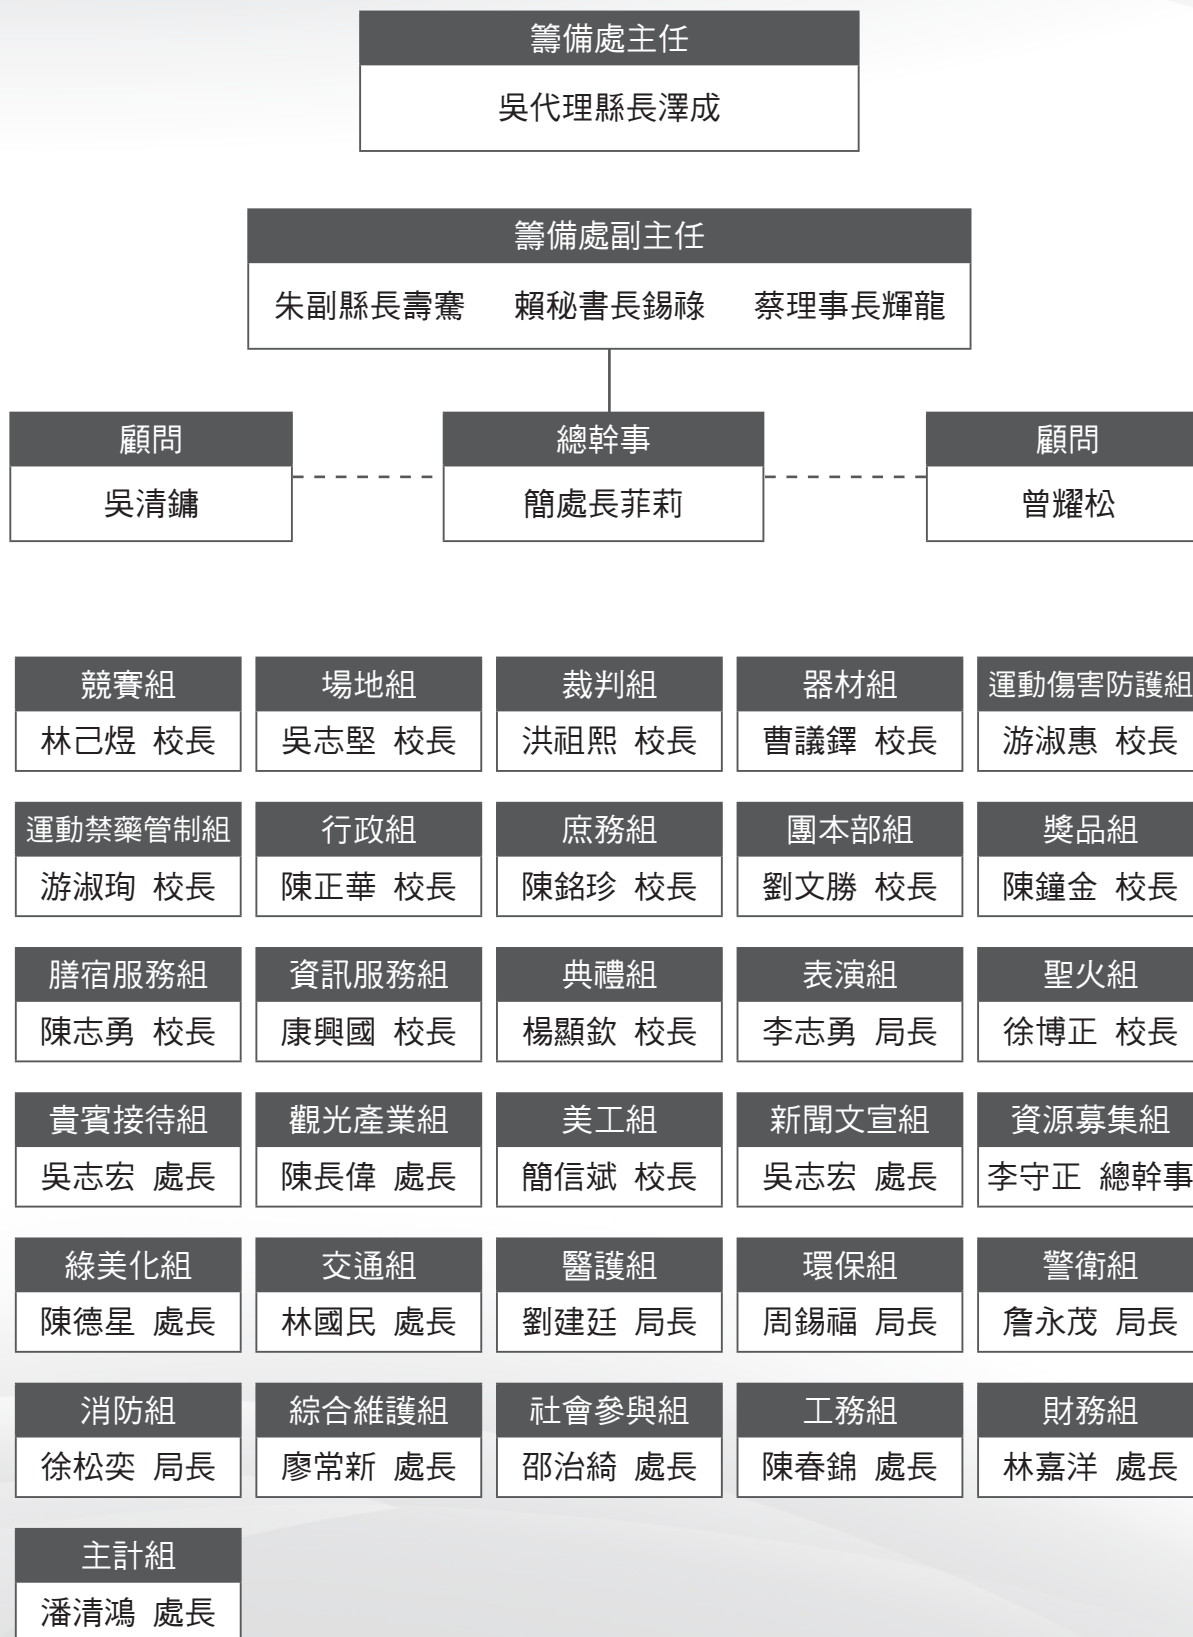 籌備處主任
吳代理縣長澤成
籌備處副主任
朱副縣長壽騫 賴秘書長錫祿 蔡理事長輝龍
顧問 總幹事 顧問
吳清鏞 簡處長菲莉 曾耀松
競賽組 場地組 裁判組 器材組 運動傷害防護組
林己煜 校長 吳志堅 校長 洪祖熙 校長 曹議鐸 校長 游淑惠 校長
運動禁藥管制組 行政組 庶務組 團本部組 獎品組
游淑珣 校長 陳正華 校長 陳銘珍 校長 劉文勝 校長 陳鐘金 校長
膳宿服務組 資訊服務組 典禮組 表演組 聖火組
陳志勇 校長 康興國 校長 楊顯欽 校長 李志勇 局長 徐博正 校長
貴賓接待組 觀光產業組 美工組 新聞文宣組 資源募集組
吳志宏 處長 陳長偉 處長 簡信斌 校長 吳志宏 處長 李守正 總幹事
綠美化組 交通組 醫護組 環保組 警衛組
陳德星 處長 林國民 處長 劉建廷 局長 周錫福 局長 詹永茂 局長
消防組 綜合維護組 社會參與組 工務組 財務組
徐松奕 局長 廖常新 處長 邵治綺 處長 陳春錦 處長 林嘉洋 處長
主計組
潘清鴻 處長